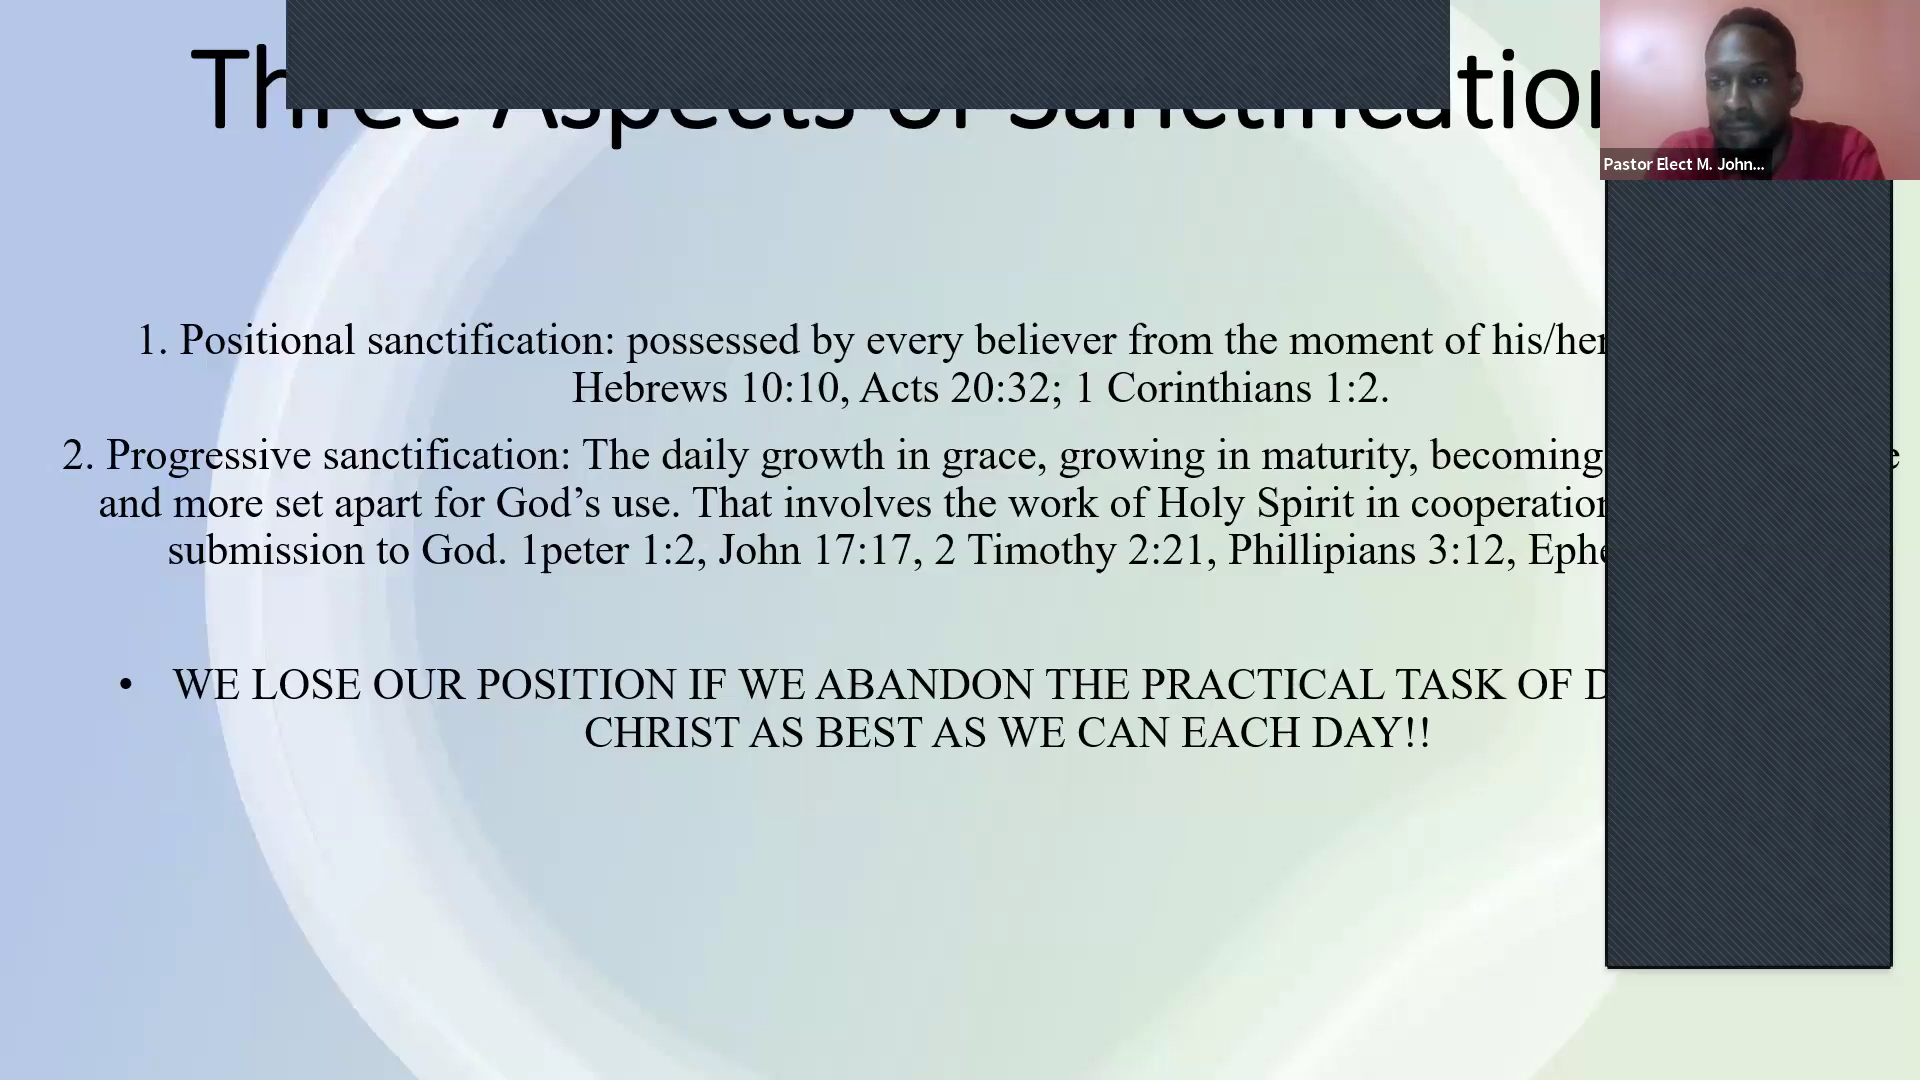 Three Aspects of Sanctification
Pastor Elect M. John...
1. Positional sanctification: possessed by every believer from the moment of his/her
Hebrews 10:10, Acts 20:32; 1 Corinthians 1:2.
2. Progressive sanctification: The daily growth in grace, growing in maturity, becoming
and more set apart for God’s use. That involves the work of Holy Spirit in cooperation
submission to God. 1peter 1:2, John 17:17, 2 Timothy 2:21, Phillipians 3:12,
• WE LOSE OUR POSITION IF WE ABANDON THE PRACTICAL TASK OF
CHRIST AS BEST AS WE CAN EACH DAY!!